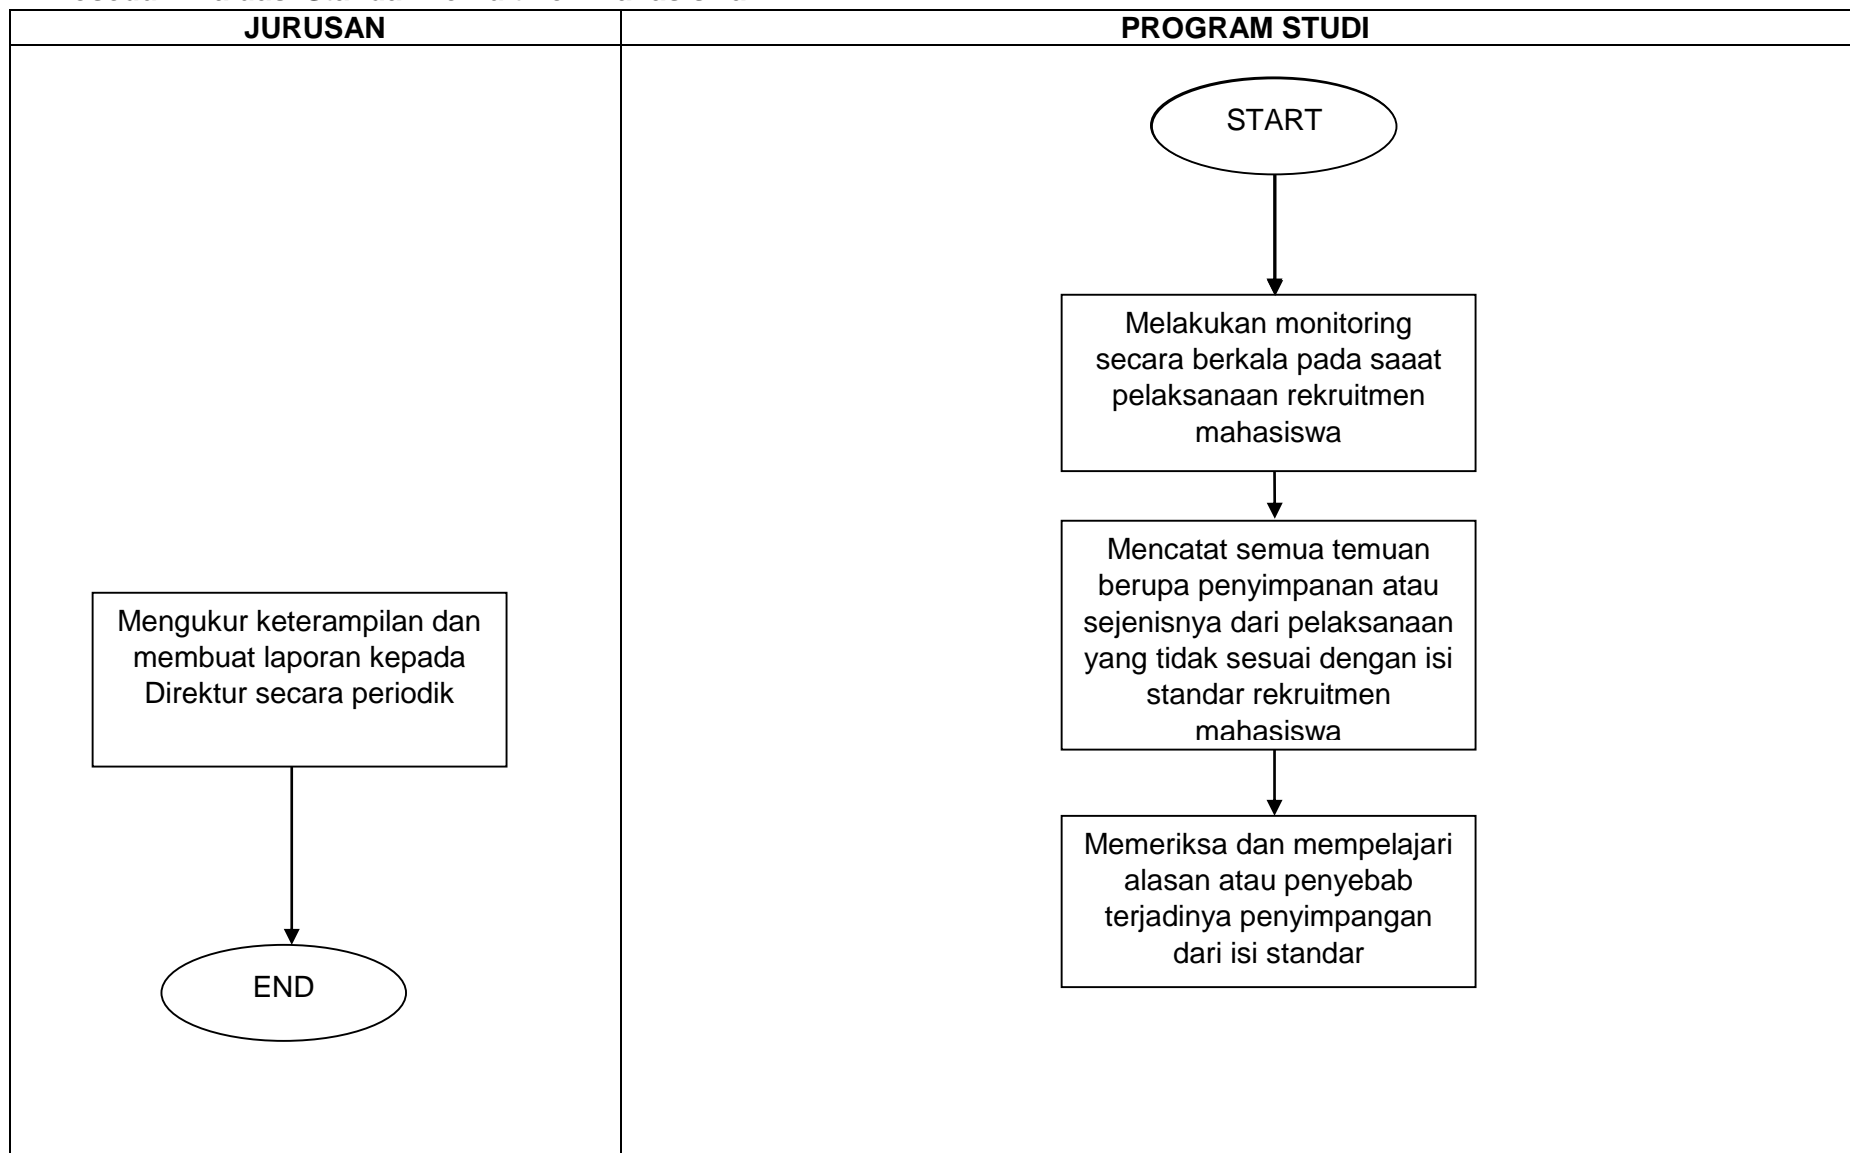 JURUSAN
PROGRAM STUDI
START
Melakukan monitoring
secara berkala pada saaat
pelaksanaan rekruitmen
mahasiswa
Mencatat semua temuan
berupa penyimpanan atau
sejenisnya dari pelaksanaan
yang tidak sesuai dengan isi
standar rekruitmen
mahasiswa
Memeriksa dan mempelajari
alasan atau penyebab
terjadinya penyimpangan
dari isi standar
Mengukur keterampilan dan
membuat laporan kepada
Direktur secara periodik
END